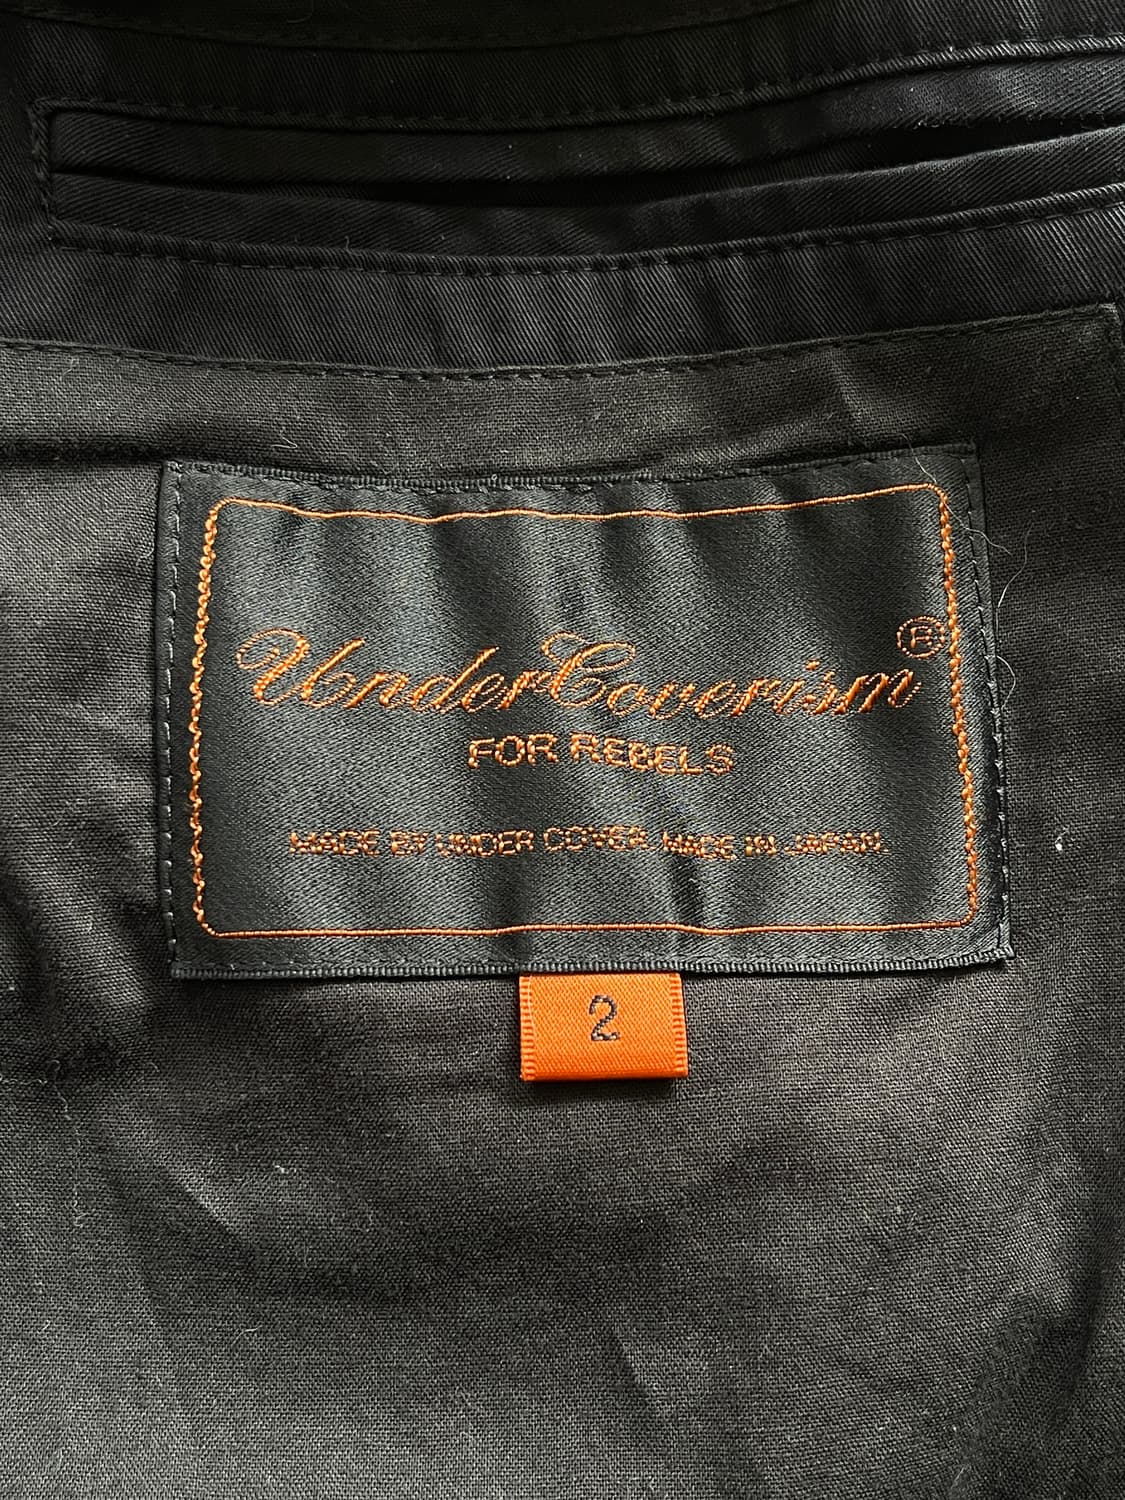 UnderCoverism®
FOR REBELS
MADE BY UNDER COVER. MADE IN JAPAN.
2